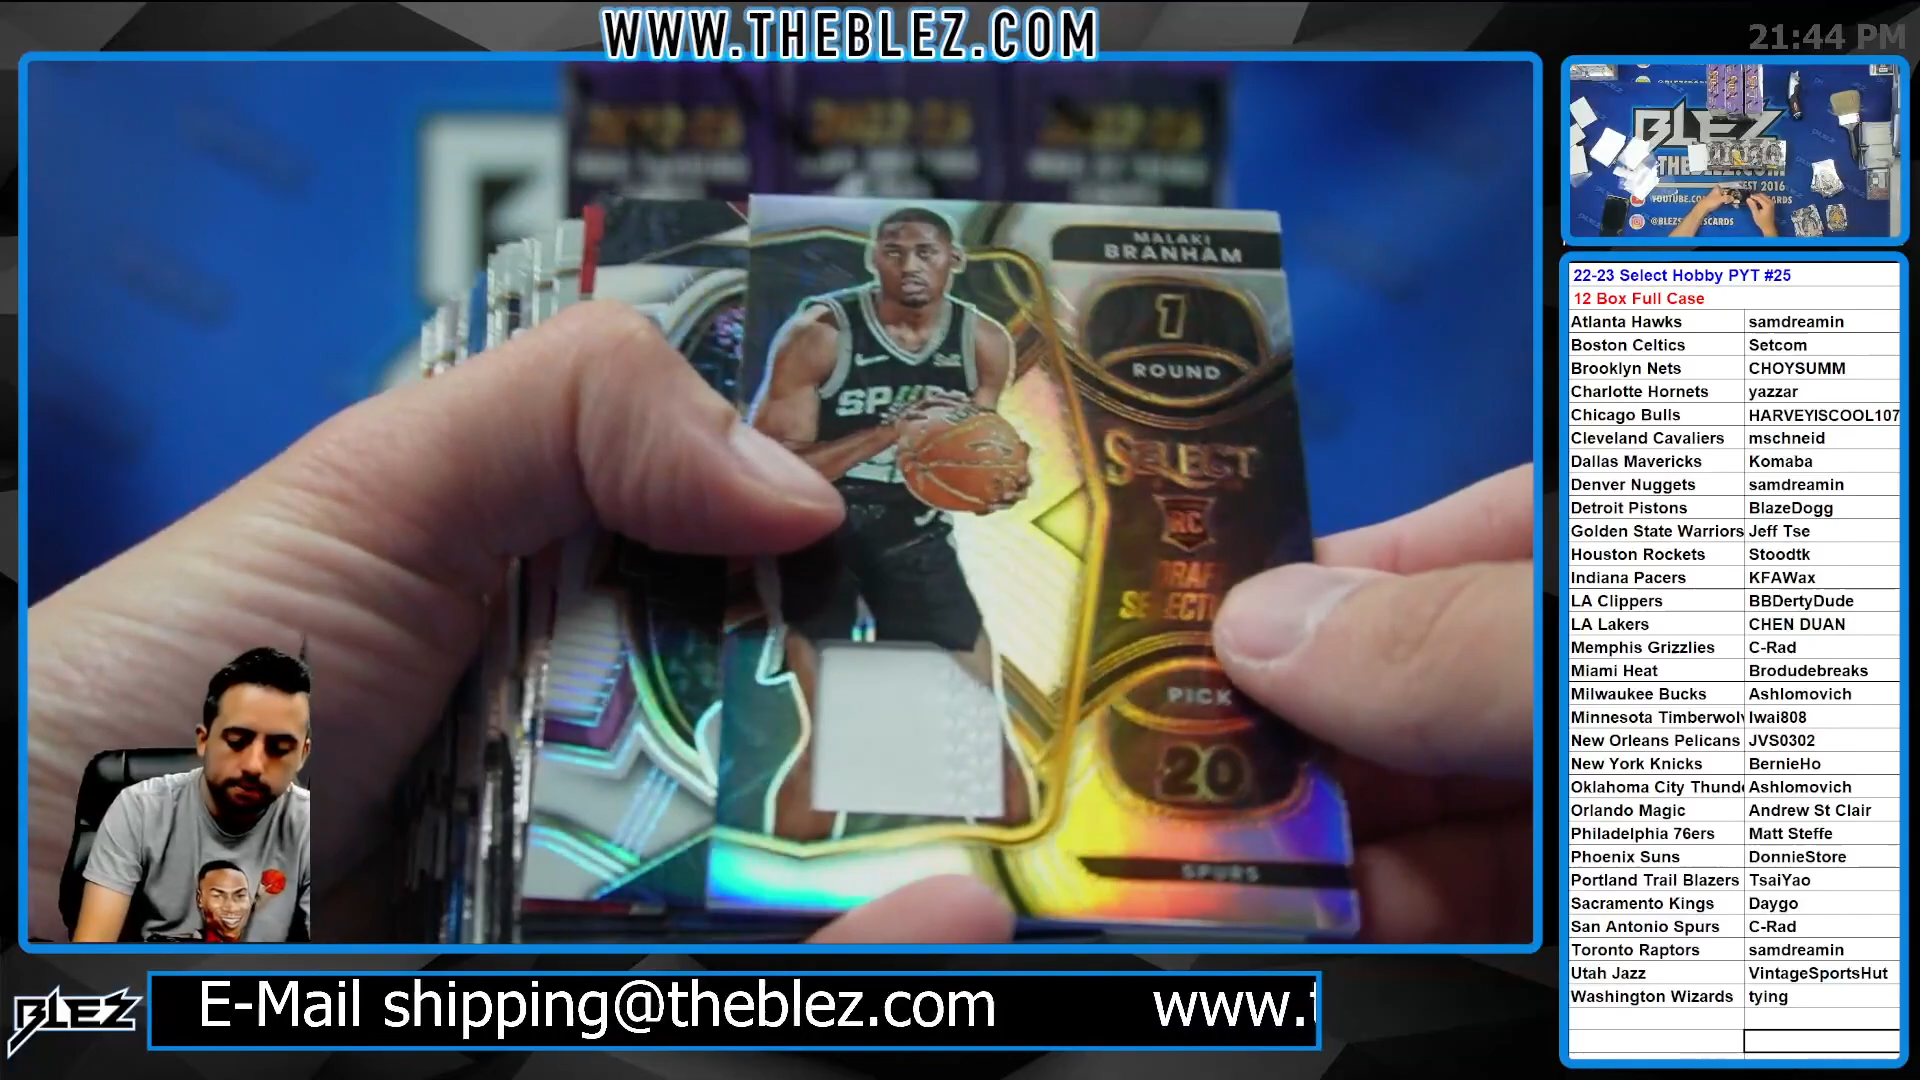 WWW.THEBLEZ.COM
21:44 PM
MALAKI
BRANHAM
1
ROUND
SELECT
RC
PICK
20
SPURS
BLEZ
2016
22-23 Select Hobby PYT #25
12 Box Full Case
Atlanta Hawks samdreamin
Boston Celtics Setcom
Brooklyn Nets CHOYSUMM
Charlotte Hornets yazzar
Chicago Bulls HARVEYISCOOL107
Cleveland Cavaliers mschneid
Dallas Mavericks Komaba
Denver Nuggets samdreamin
Detroit Pistons BlazeDogg
Golden State Warriors Jeff Tse
Houston Rockets Stoodtk
Indiana Pacers KFAWax
LA Clippers BBDertyDude
LA Lakers CHEN DUAN
Memphis Grizzlies C-Rad
Miami Heat Brodudebreaks
Milwaukee Bucks Ashlomovich
Minnesota Timberwolv Iwai808
New Orleans Pelicans JVS0302
New York Knicks BernieHo
Oklahoma City Thund Ashlomovich
Orlando Magic Andrew St Clair
Philadelphia 76ers Matt Steffe
Phoenix Suns DonnieStore
Portland Trail Blazers TsaiYao
Sacramento Kings Daygo
San Antonio Spurs C-Rad
Toronto Raptors samdreamin
Utah Jazz VintageSportsHut
Washington Wizards tying
BLEZ
E-Mail shipping@theblez.com www.